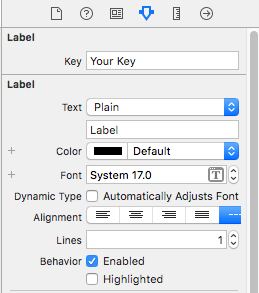 Label
Key Your Key
Label
Text Plain
Label
Color Default
Font System 17.0
Dynamic Type Automatically Adjusts Font
Alignment
Lines 1
Behavior Enabled
Highlighted